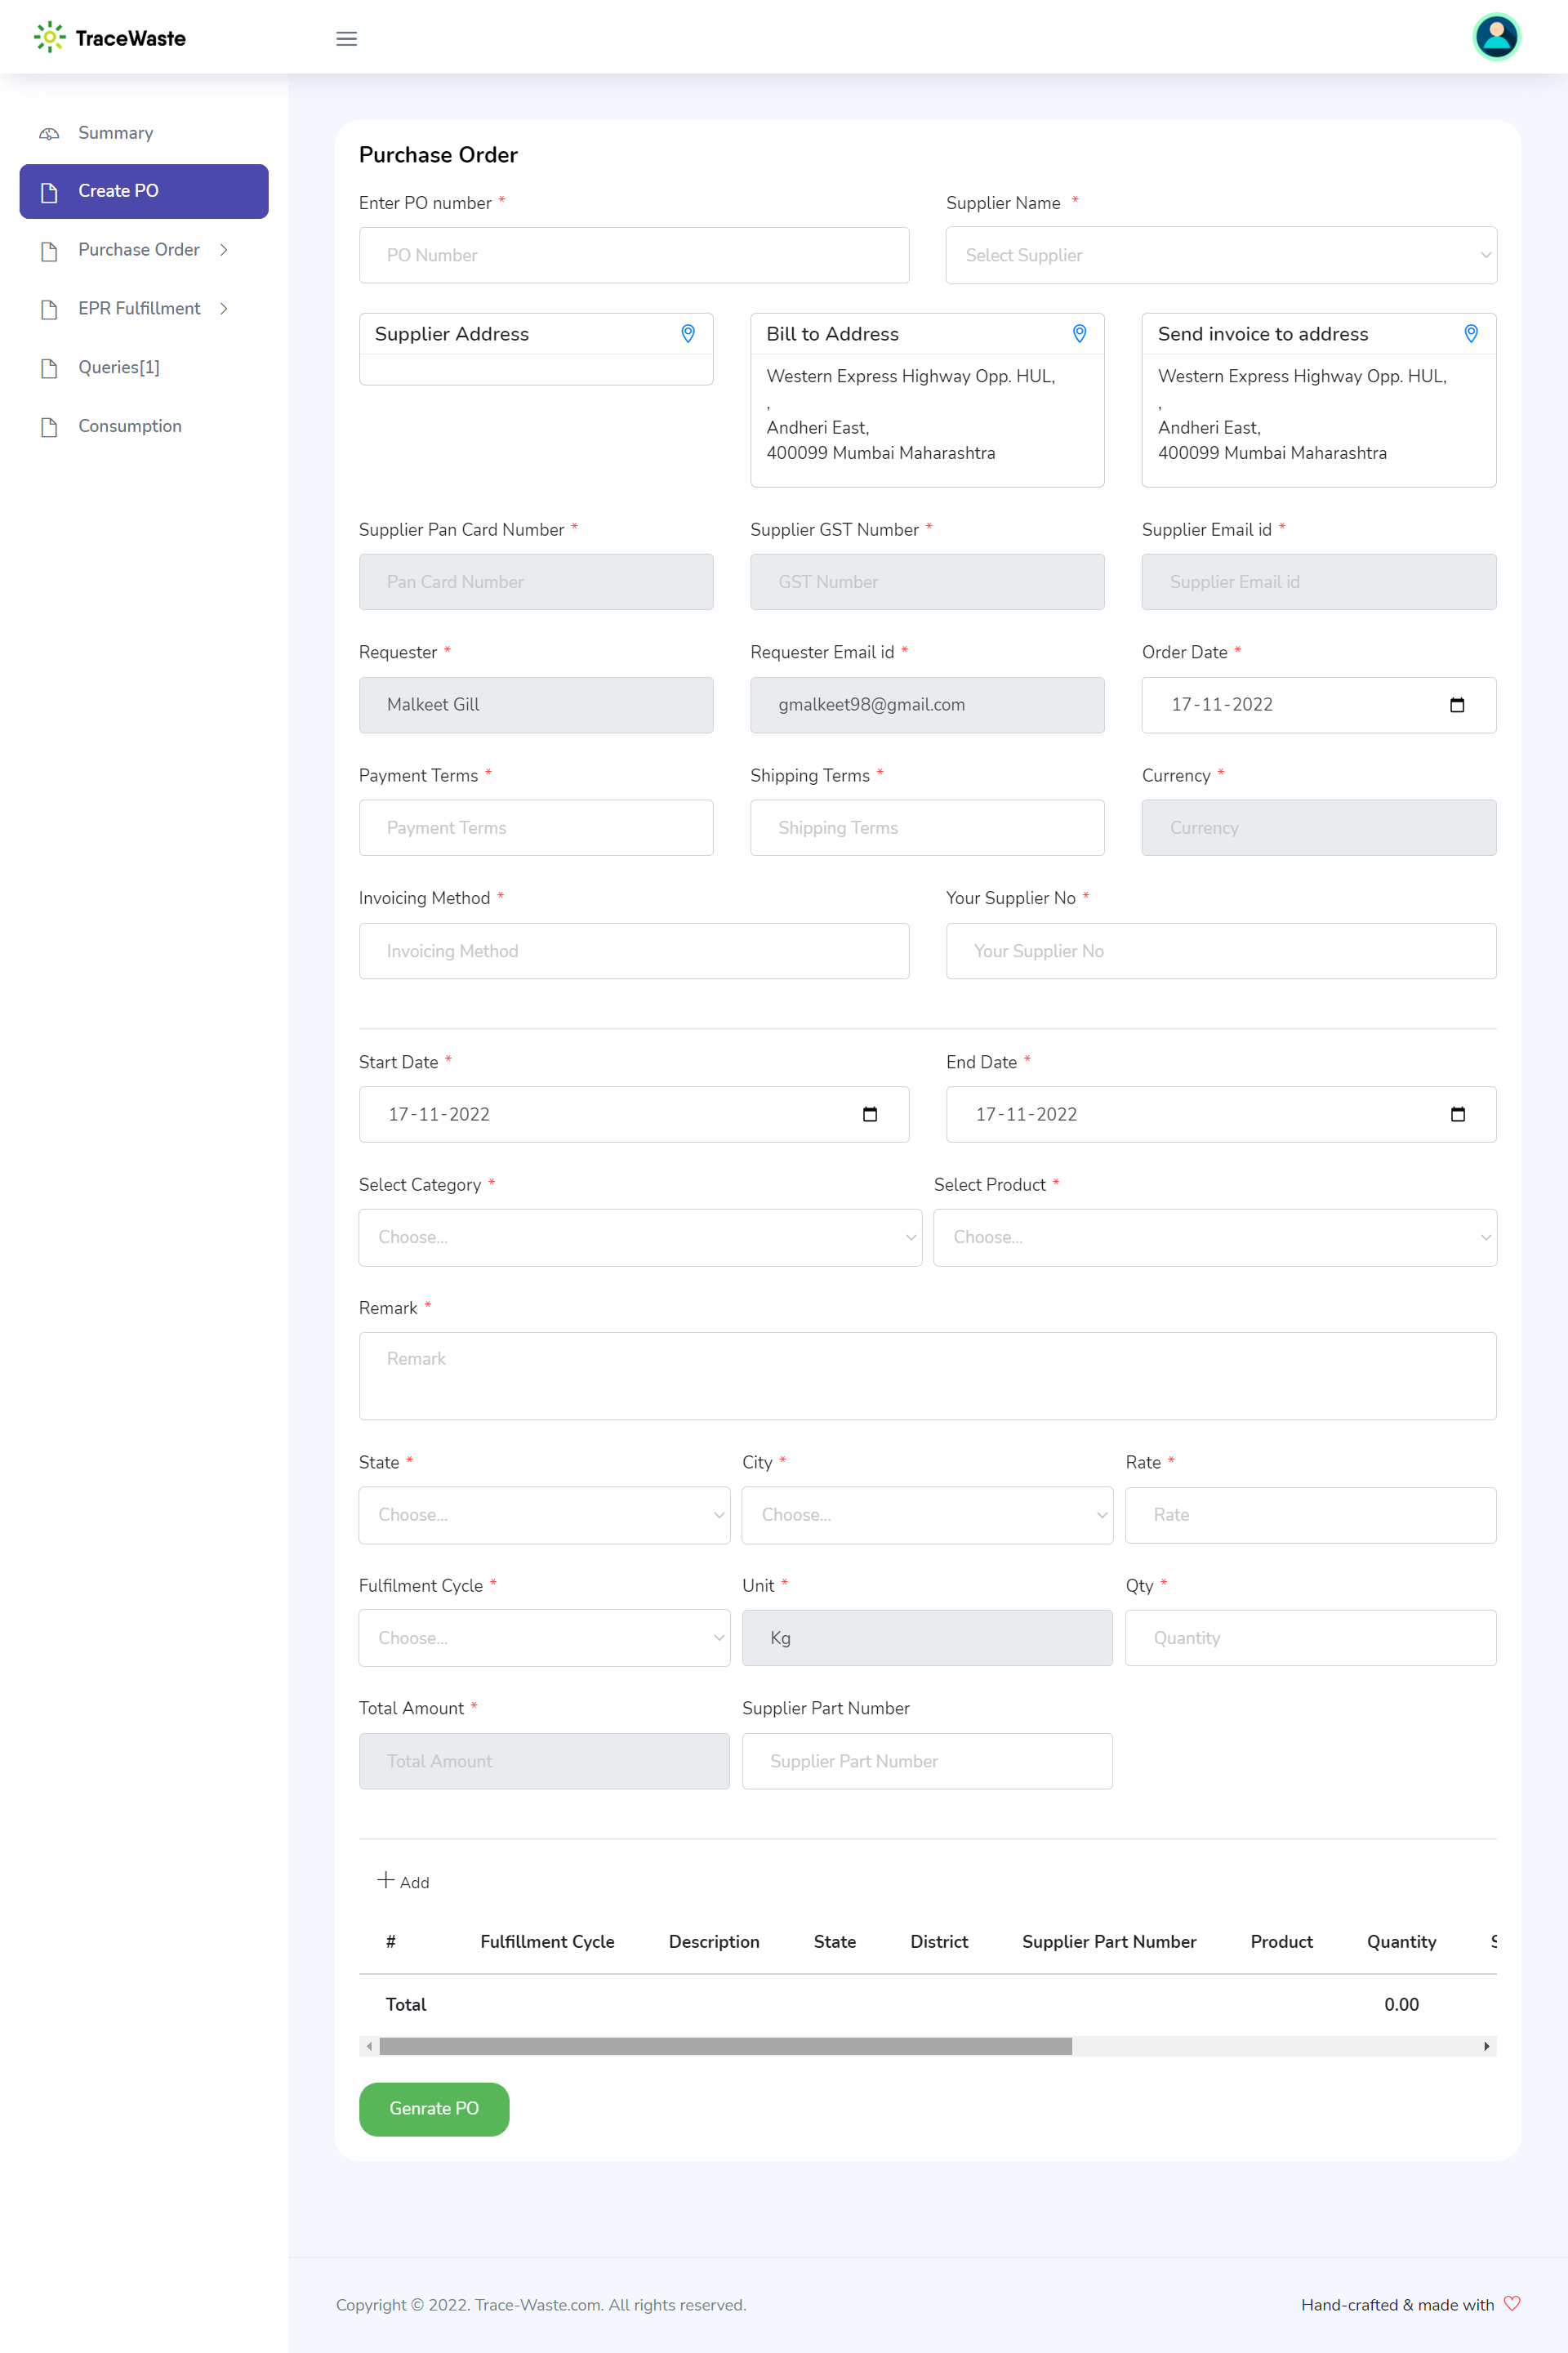 TraceWaste
Summary
Create PO
Purchase Order
EPR Fulfillment
Queries[1]
Consumption
Purchase Order
Enter PO number *
Supplier Name *
PO Number
Select Supplier
Supplier Address
Bill to Address
Western Express Highway Opp. HUL,
,
Andheri East,
400099 Mumbai Maharashtra
Send invoice to address
Western Express Highway Opp. HUL,
,
Andheri East,
400099 Mumbai Maharashtra
Supplier Pan Card Number *
Supplier GST Number *
Supplier Email id *
Pan Card Number
GST Number
Supplier Email id
Requester *
Requester Email id *
Order Date *
Malkeet Gill
gmalkeet98@gmail.com
17-11-2022
Payment Terms *
Shipping Terms *
Currency *
Payment Terms
Shipping Terms
Currency
Invoicing Method *
Your Supplier No *
Invoicing Method
Your Supplier No
Start Date *
End Date *
17-11-2022
17-11-2022
Select Category *
Select Product *
Choose...
Choose...
Remark *
Remark
State *
City *
Rate *
Choose...
Choose...
Rate
Fulfilment Cycle *
Unit *
Qty *
Choose...
Kg
Quantity
Total Amount *
Supplier Part Number
Total Amount
Supplier Part Number
Add
# Fulfillment Cycle Description State District Supplier Part Number Product Quantity
Total 0.00
Genrate PO
Copyright © 2022. Trace-Waste.com. All rights reserved.
Hand-crafted & made with